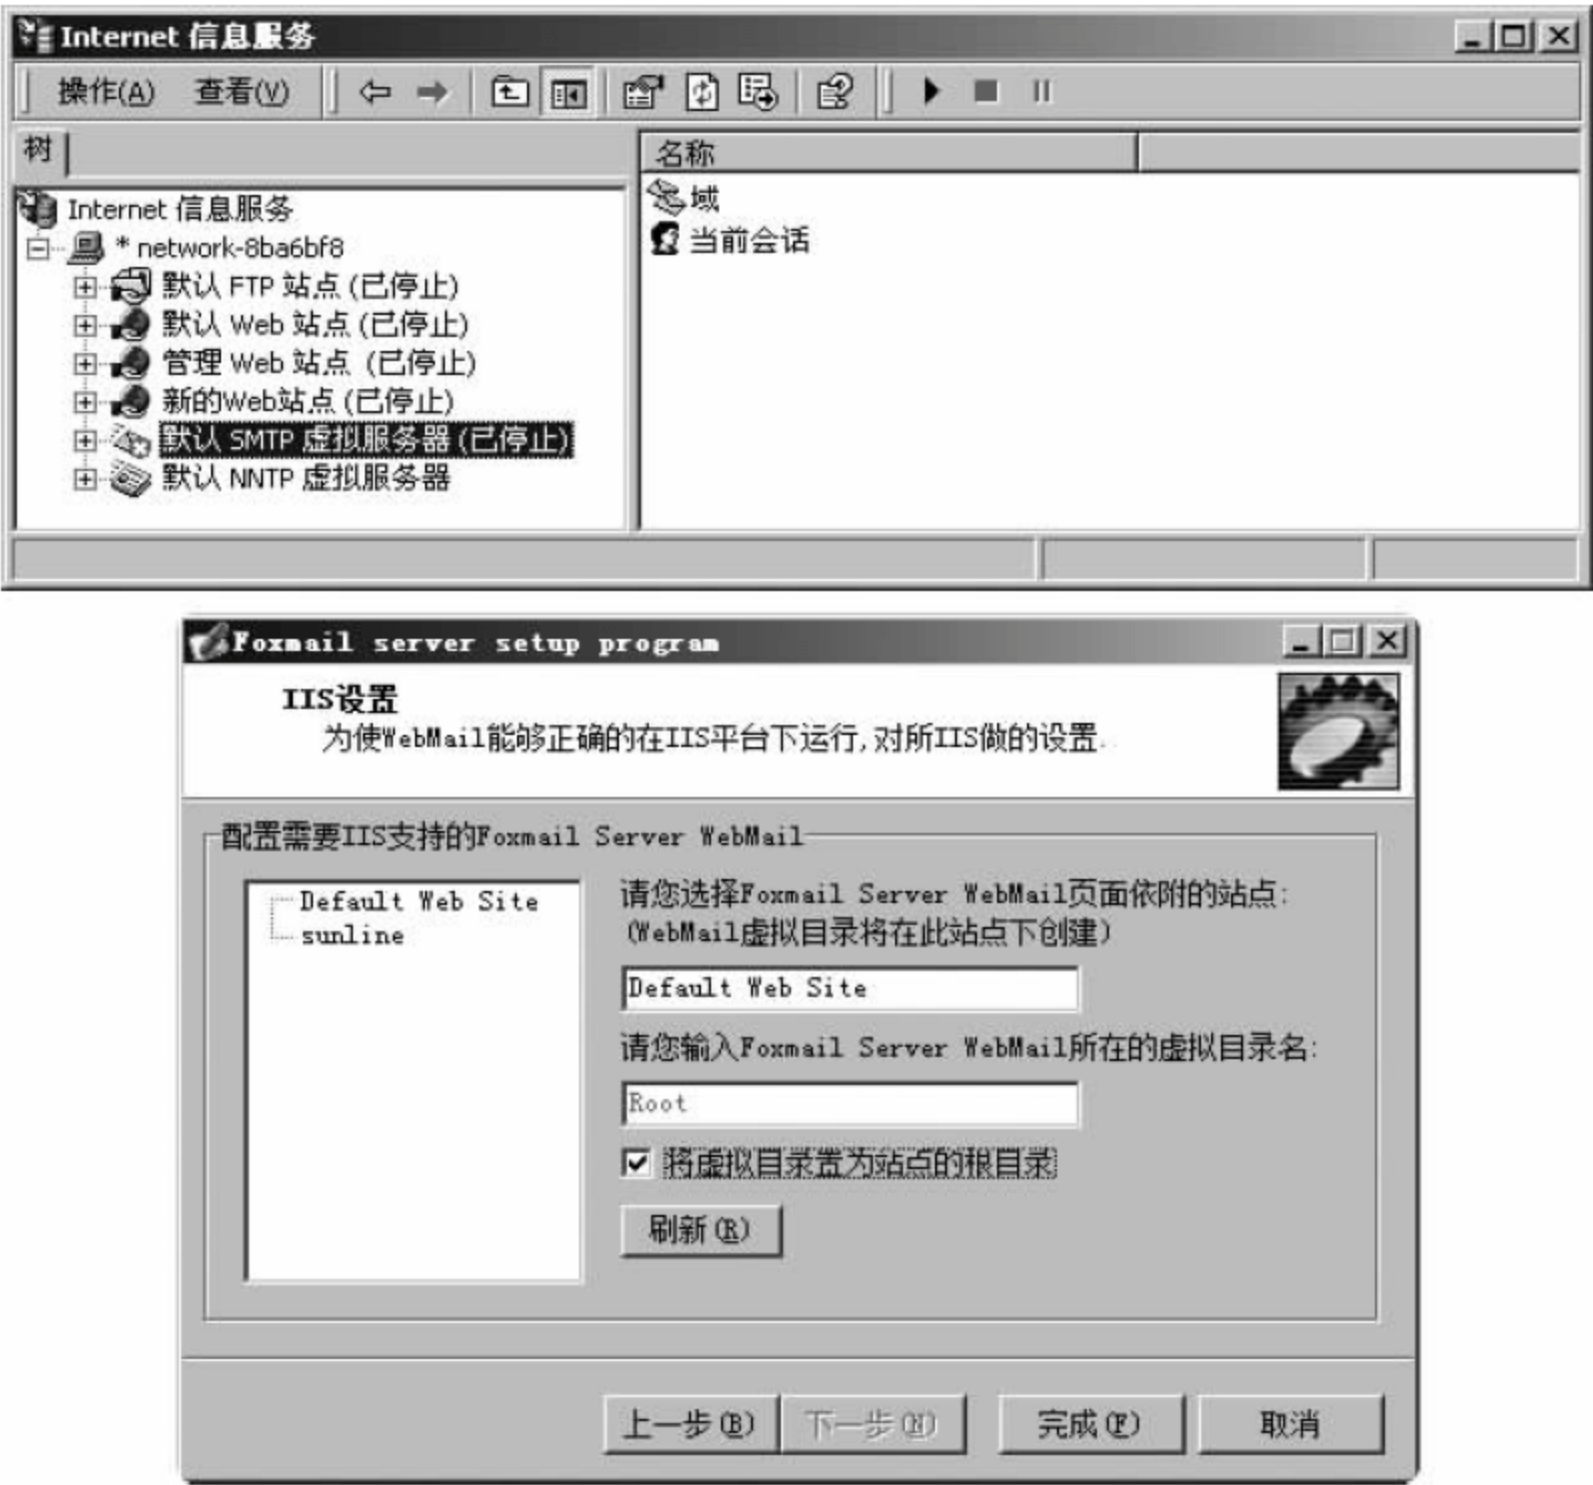 Internet 信息服务
操作(A) 查看(V)
树
名称
Internet 信息服务
* network-8ba6bf8
默认 FTP 站点 (已停止)
默认 Web 站点 (已停止)
管理 Web 站点 (已停止)
新的Web站点 (已停止)
默认 SMTP 虚拟服务器 (已停止)
默认 NNTP 虚拟服务器
域
当前会话
Foxmail server setup program
IIS设置
为使WebMail能够正确的在IIS平台下运行,对所IIS做的设置.
配置需要IIS支持的Foxmail Server WebMail
Default Web Site
sunline
请您选择Foxmail Server WebMail页面依附的站点:
(WebMail虚拟目录将在此站点下创建)
Default Web Site
请您输入Foxmail Server WebMail所在的虚拟目录名:
Root
将虚拟目录置为站点的根目录
刷新(R)
上一步(B) 下一步(N) 完成(F) 取消